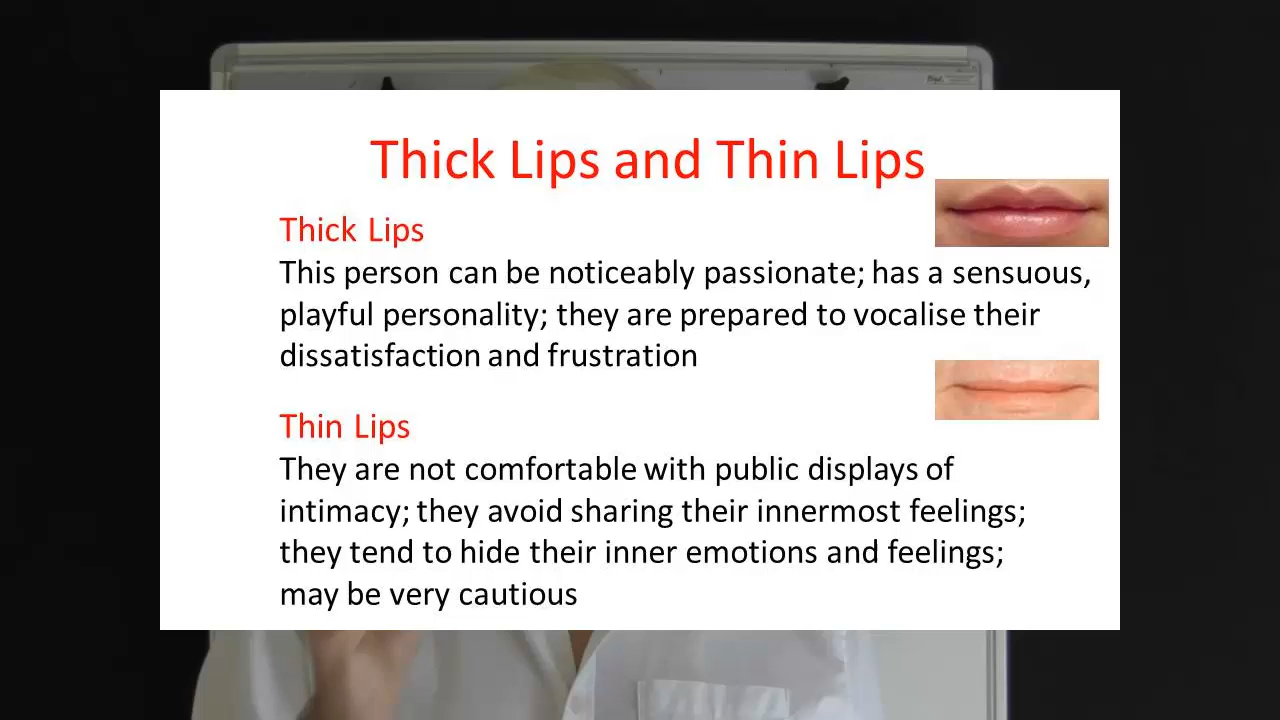 Thick Lips and Thin Lips
Thick Lips
This person can be noticeably passionate; has a sensuous,
playful personality; they are prepared to vocalise their
dissatisfaction and frustration
Thin Lips
They are not comfortable with public displays of
intimacy; they avoid sharing their innermost feelings;
they tend to hide their inner emotions and feelings;
may be very cautious